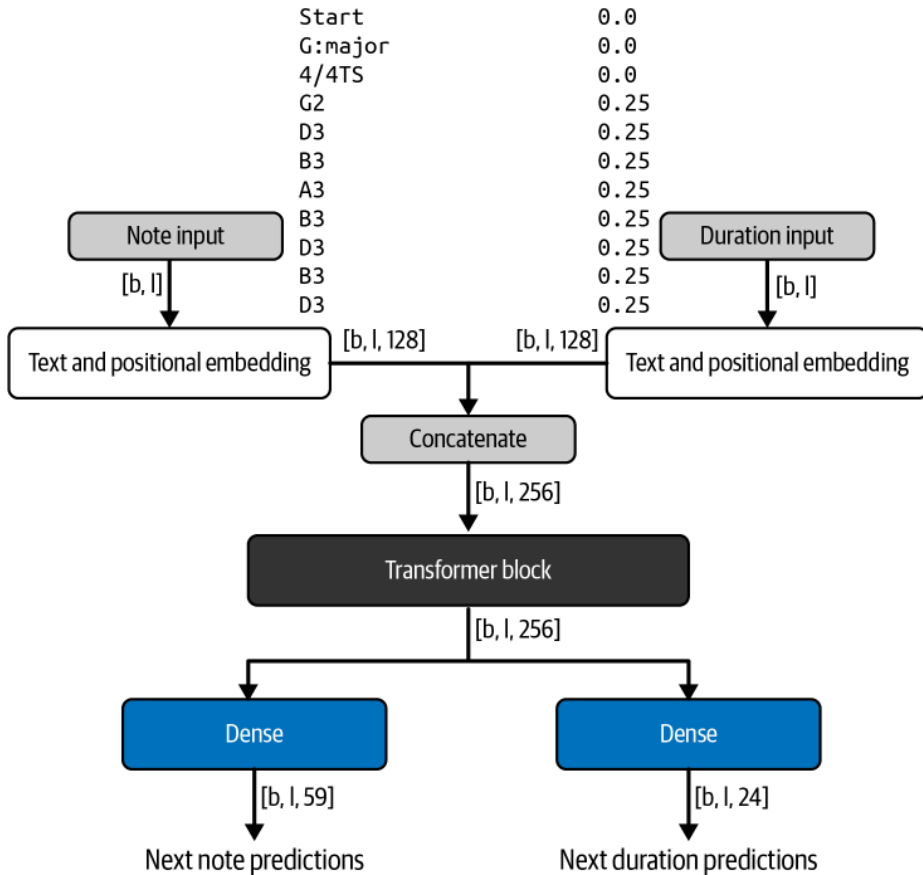 Start 0.0
G:major 0.0
4/4TS 0.0
G2 0.25
D3 0.25
B3 0.25
A3 0.25
B3 0.25
D3 0.25
B3 0.25
D3 0.25
Note input
Duration input
[b, l]
[b, l]
Text and positional embedding
[b, l, 128]
[b, l, 128]
Text and positional embedding
Concatenate
[b, l, 256]
Transformer block
[b, l, 256]
Dense
Dense
[b, l, 59]
[b, l, 24]
Next note predictions
Next duration predictions